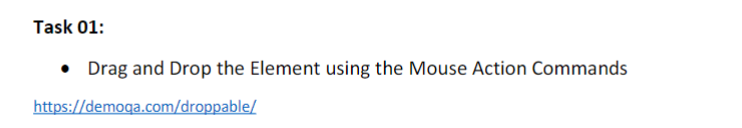 Task 01:
• Drag and Drop the Element using the Mouse Action Commands
https://demoqa.com/droppable/